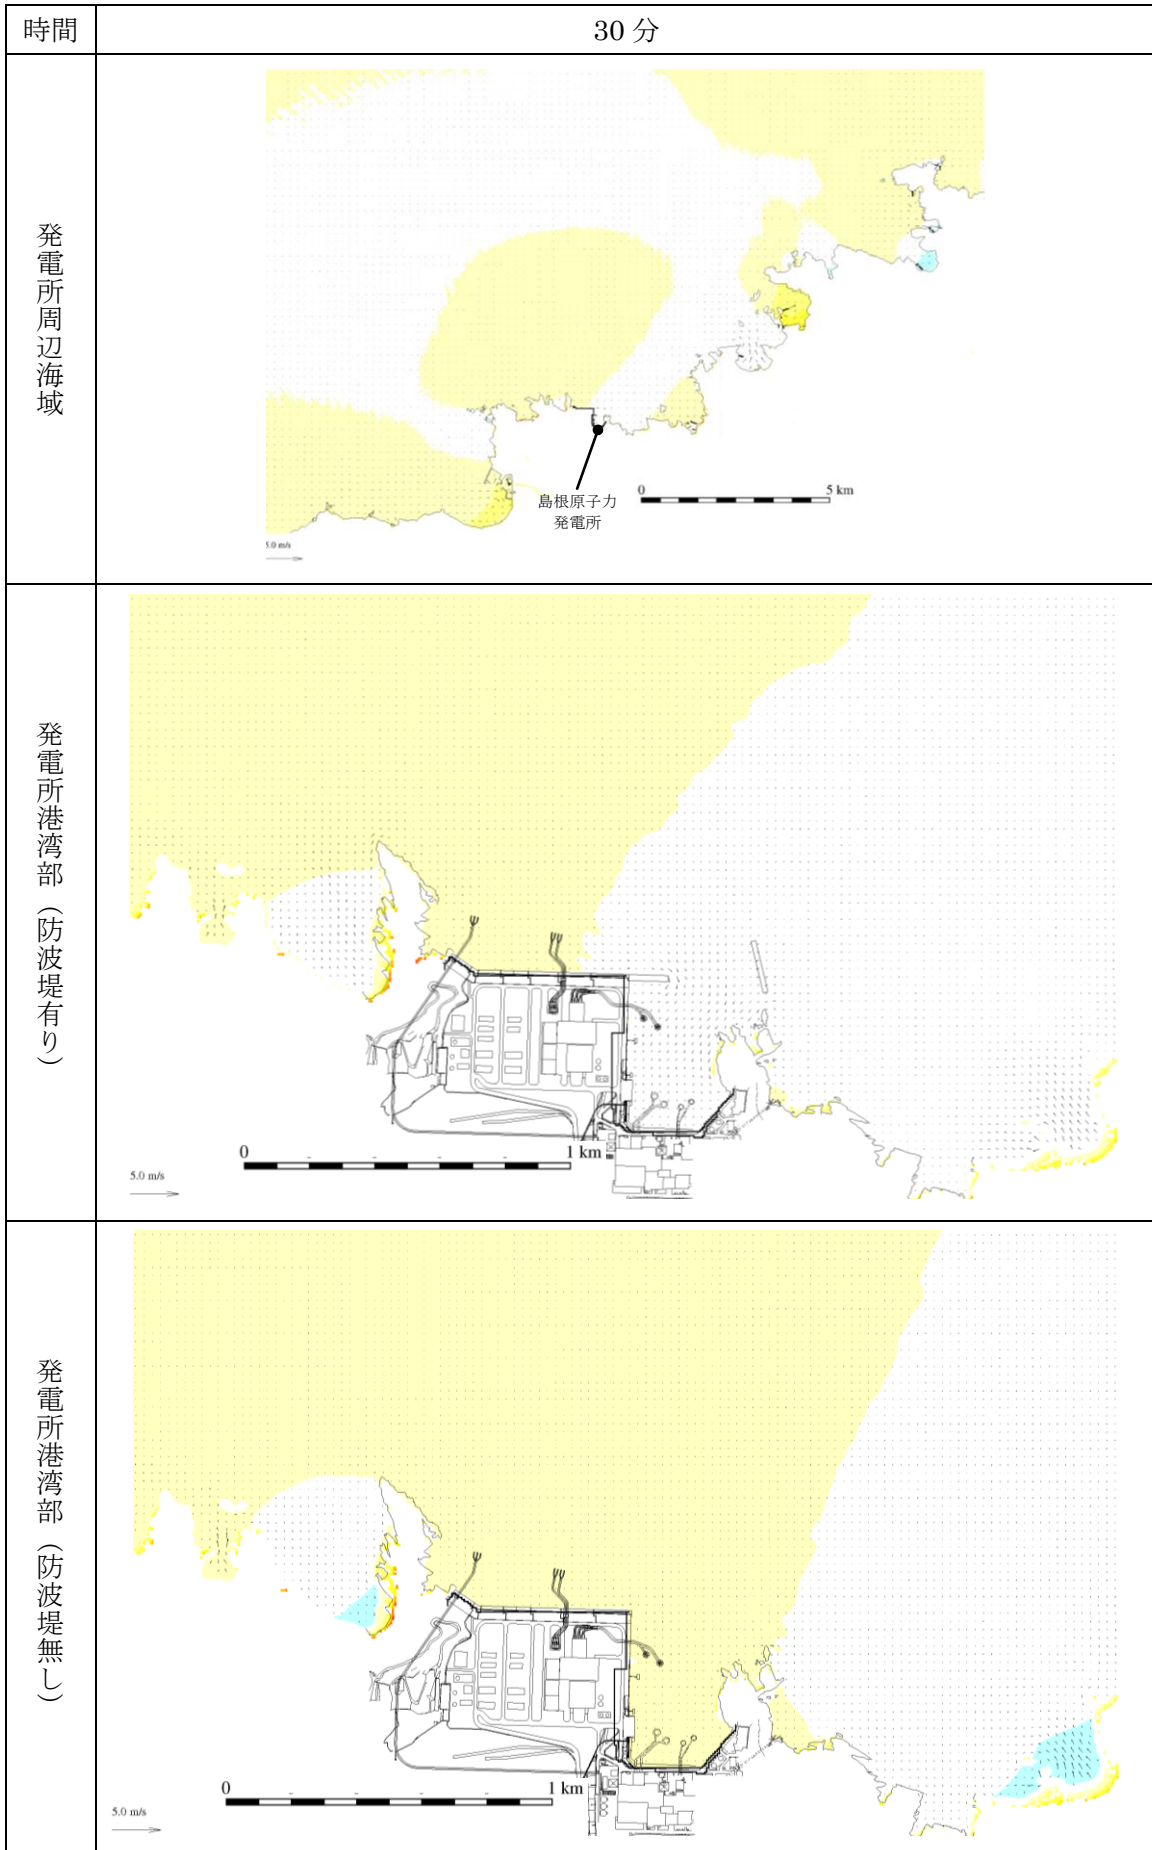 時間
30 分
発電所周辺海域
島根原子力
発電所
0 5 km
5.0 m/s
発電所港湾部（防波堤有り）
0 1 km
5.0 m/s
発電所港湾部（防波堤無し）
0 1 km
5.0 m/s